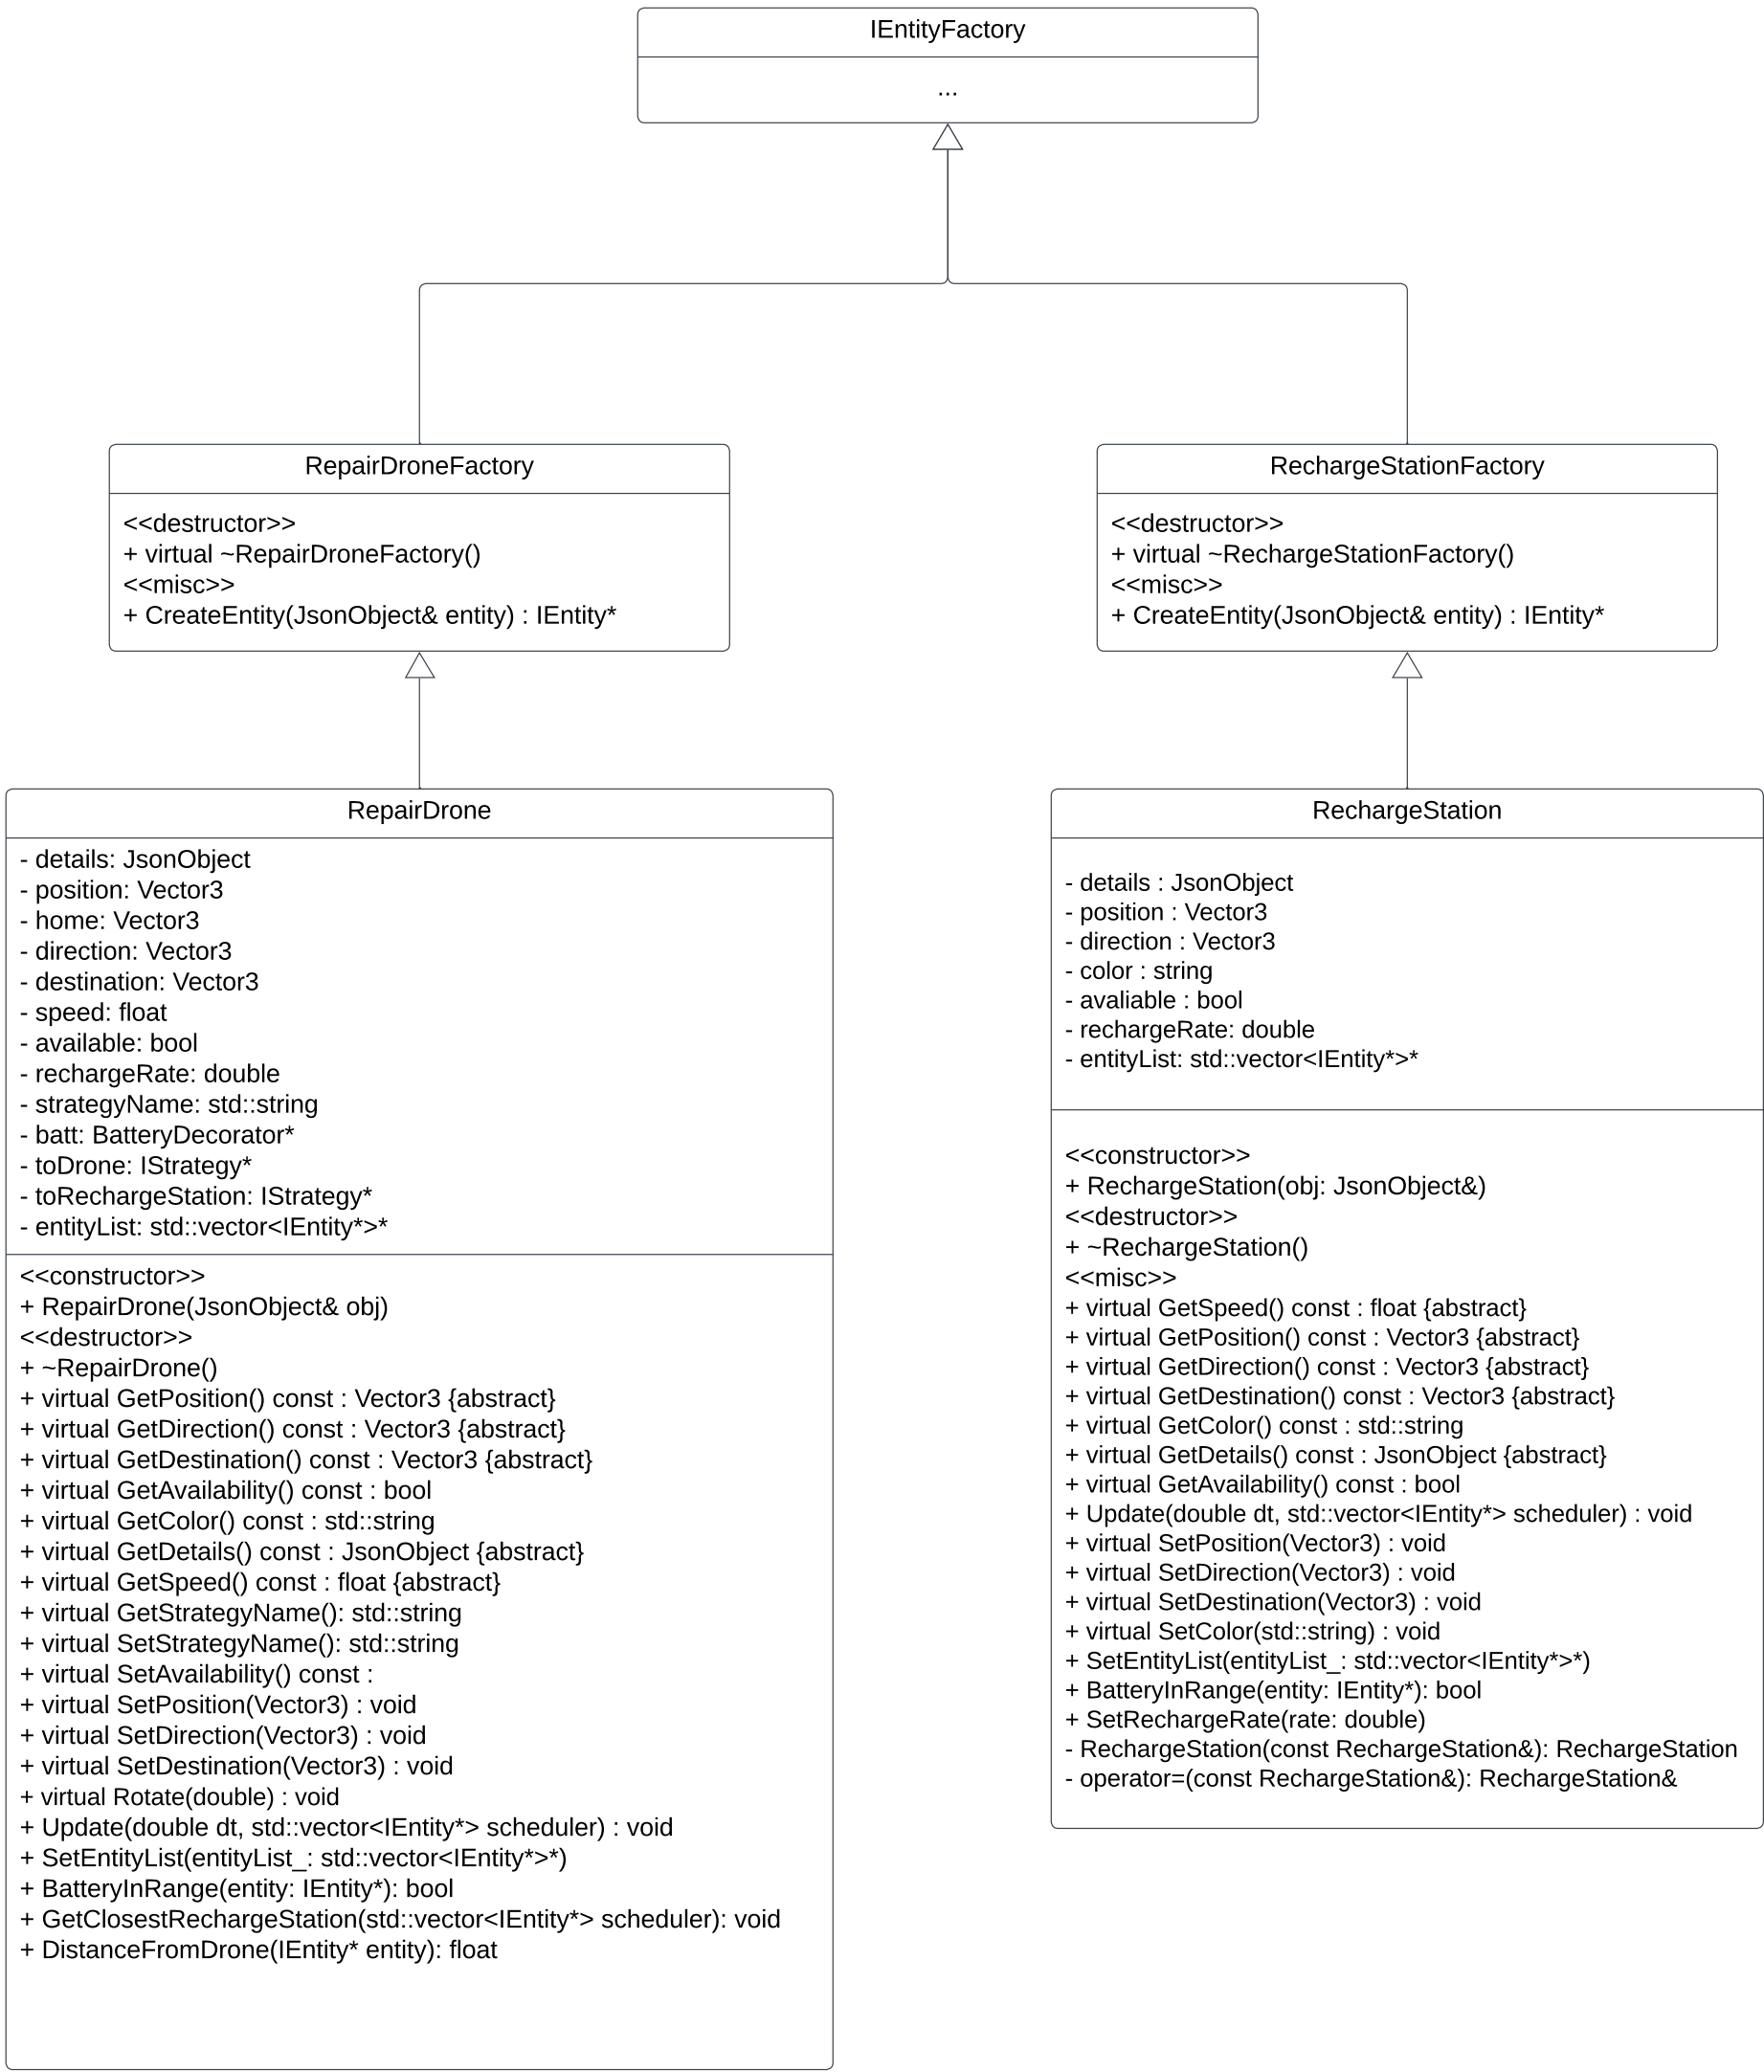 IEntityFactory
...
RepairDroneFactory
<<destructor>>
+ virtual ~RepairDroneFactory()
<<misc>>
+ CreateEntity(JsonObject& entity) : IEntity*
RechargeStationFactory
<<destructor>>
+ virtual ~RechargeStationFactory()
<<misc>>
+ CreateEntity(JsonObject& entity) : IEntity*
RepairDrone
- details: JsonObject
- position: Vector3
- home: Vector3
- direction: Vector3
- destination: Vector3
- speed: float
- available: bool
- rechargeRate: double
- strategyName: std::string
- batt: BatteryDecorator*
- toDrone: IStrategy*
- toRechargeStation: IStrategy*
- entityList: std::vector<IEntity*>*
<<constructor>>
+ RepairDrone(JsonObject& obj)
<<destructor>>
+ ~RepairDrone()
+ virtual GetPosition() const : Vector3 {abstract}
+ virtual GetDirection() const : Vector3 {abstract}
+ virtual GetDestination() const : Vector3 {abstract}
+ virtual GetAvailability() const : bool
+ virtual GetColor() const : std::string
+ virtual GetDetails() const : JsonObject {abstract}
+ virtual GetSpeed() const : float {abstract}
+ virtual GetStrategyName(): std::string
+ virtual SetStrategyName(): std::string
+ virtual SetAvailability() const :
+ virtual SetPosition(Vector3) : void
+ virtual SetDirection(Vector3) : void
+ virtual SetDestination(Vector3) : void
+ virtual Rotate(double) : void
+ Update(double dt, std::vector<IEntity*> scheduler) : void
+ SetEntityList(entityList_: std::vector<IEntity*>*)
+ BatteryInRange(entity: IEntity*): bool
+ GetClosestRechargeStation(std::vector<IEntity*> scheduler): void
+ DistanceFromDrone(IEntity* entity): float
RechargeStation
- details : JsonObject
- position : Vector3
- direction : Vector3
- color : string
- avaliable : bool
- rechargeRate: double
- entityList: std::vector<IEntity*>*
<<constructor>>
+ RechargeStation(obj: JsonObject&)
<<destructor>>
+ ~RechargeStation()
<<misc>>
+ virtual GetSpeed() const : float {abstract}
+ virtual GetPosition() const : Vector3 {abstract}
+ virtual GetDirection() const : Vector3 {abstract}
+ virtual GetDestination() const : Vector3 {abstract}
+ virtual GetColor() const : std::string
+ virtual GetDetails() const : JsonObject {abstract}
+ virtual GetAvailability() const : bool
+ Update(double dt, std::vector<IEntity*> scheduler) : void
+ virtual SetPosition(Vector3) : void
+ virtual SetDirection(Vector3) : void
+ virtual SetDestination(Vector3) : void
+ virtual SetColor(std::string) : void
+ SetEntityList(entityList_: std::vector<IEntity*>*)
+ BatteryInRange(entity: IEntity*): bool
+ SetRechargeRate(rate: double)
- RechargeStation(const RechargeStation&): RechargeStation
- operator=(const RechargeStation&): RechargeStation&